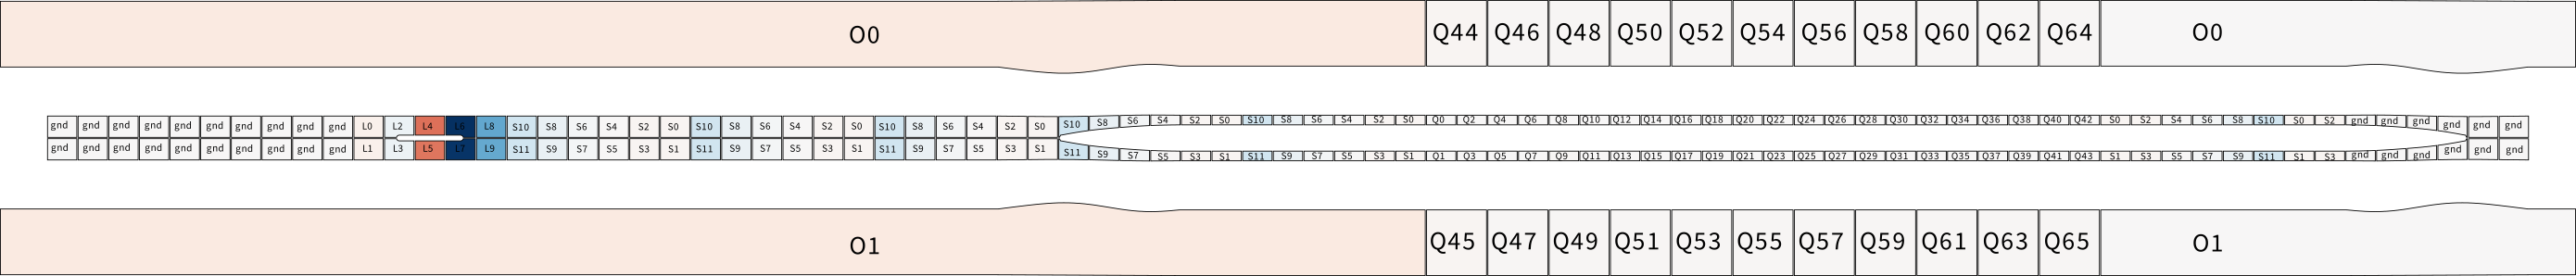 O0 Q44 Q46 Q48 Q50 Q52 Q54 Q56 Q58 Q60 Q62 Q64 O0
gnd gnd gnd gnd gnd gnd gnd gnd gnd gnd L0 L2 L4 L6 L8 S10 S8 S6 S4 S2 S0 S10 S8 S6 S4 S2 S0 S10 S8 S6 S4 S2 S0 S10 S8 S6 S4 S2 S0 S10 S8 S6 S4 S2 S0 Q0 Q2 Q4 Q6 Q8 Q10 Q12 Q14 Q16 Q18 Q20 Q22 Q24 Q26 Q28 Q30 Q32 Q34 Q36 Q38 Q40 Q42 S0 S2 S4 S6 S8 S10 S0 S2 gnd gnd gnd gnd gnd gnd
gnd gnd gnd gnd gnd gnd gnd gnd gnd gnd L1 L3 L5 L7 L9 S11 S9 S7 S5 S3 S1 S11 S9 S7 S5 S3 S1 S11 S9 S7 S5 S3 S1 S11 S9 S7 S5 S3 S1 S11 S9 S7 S5 S3 S1 Q1 Q3 Q5 Q7 Q9 Q11 Q13 Q15 Q17 Q19 Q21 Q23 Q25 Q27 Q29 Q31 Q33 Q35 Q37 Q39 Q41 Q43 S1 S3 S5 S7 S9 S11 S1 S3 gnd gnd gnd gnd gnd gnd
O1 Q45 Q47 Q49 Q51 Q53 Q55 Q57 Q59 Q61 Q63 Q65 O1